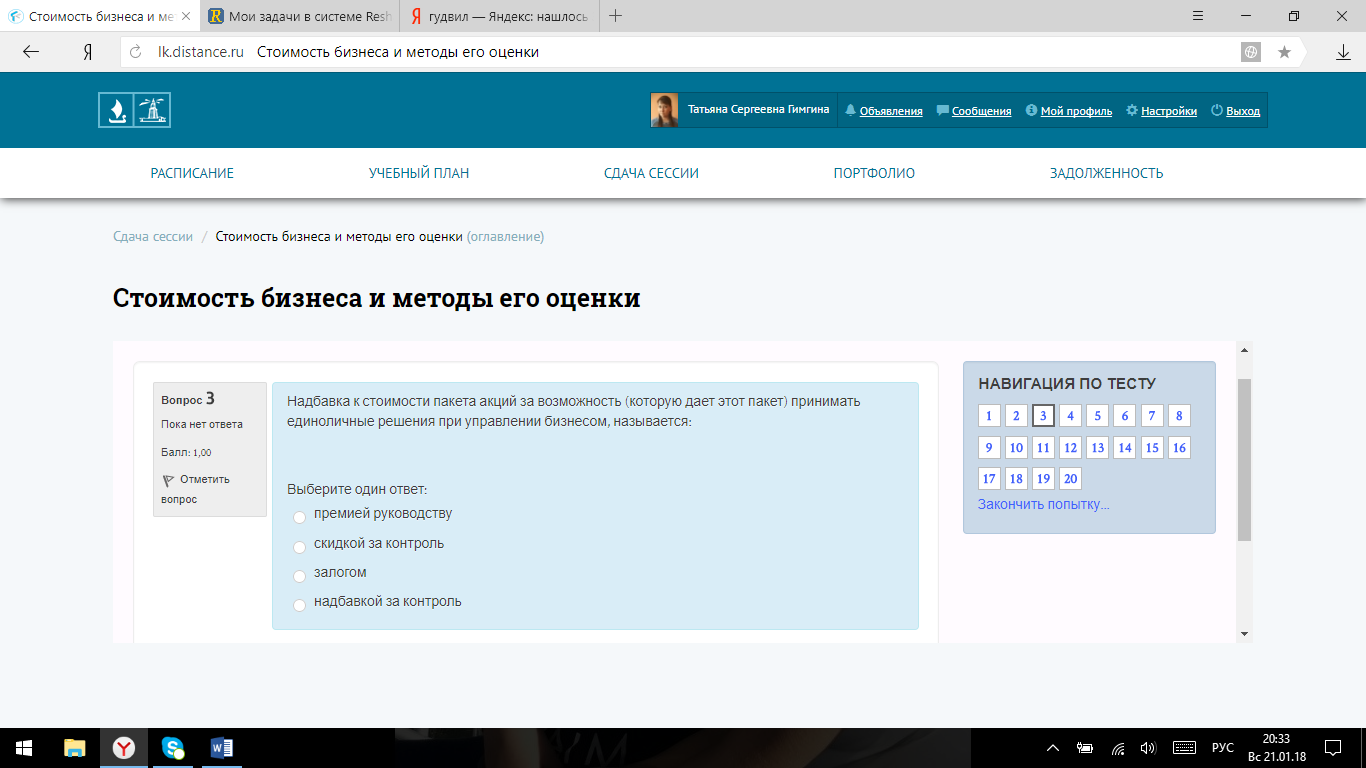 Стоимость бизнеса и ме
Мои задачи в системе Resh
гудвил — Яндекс: нашлось
lk.distance.ru Стоимость бизнеса и методы его оценки
Татьяна Сергеевна Гимгина Объявления Сообщения Мой профиль Настройки Выход
РАСПИСАНИЕ УЧЕБНЫЙ ПЛАН СДАЧА СЕССИИ ПОРТФОЛИО ЗАДОЛЖЕННОСТЬ
Сдача сессии / Стоимость бизнеса и методы его оценки (оглавление)
Стоимость бизнеса и методы его оценки
Вопрос 3
Пока нет ответа
Балл: 1,00
Отметить
вопрос
Надбавка к стоимости пакета акций за возможность (которую дает этот пакет) принимать
единоличные решения при управлении бизнесом, называется:
Выберите один ответ:
премией руководству
скидкой за контроль
залогом
надбавкой за контроль
НАВИГАЦИЯ ПО ТЕСТУ
1 2 3 4 5 6 7 8
9 10 11 12 13 14 15 16
17 18 19 20
Закончить попытку...
РУС
20:33
Вс 21.01.18